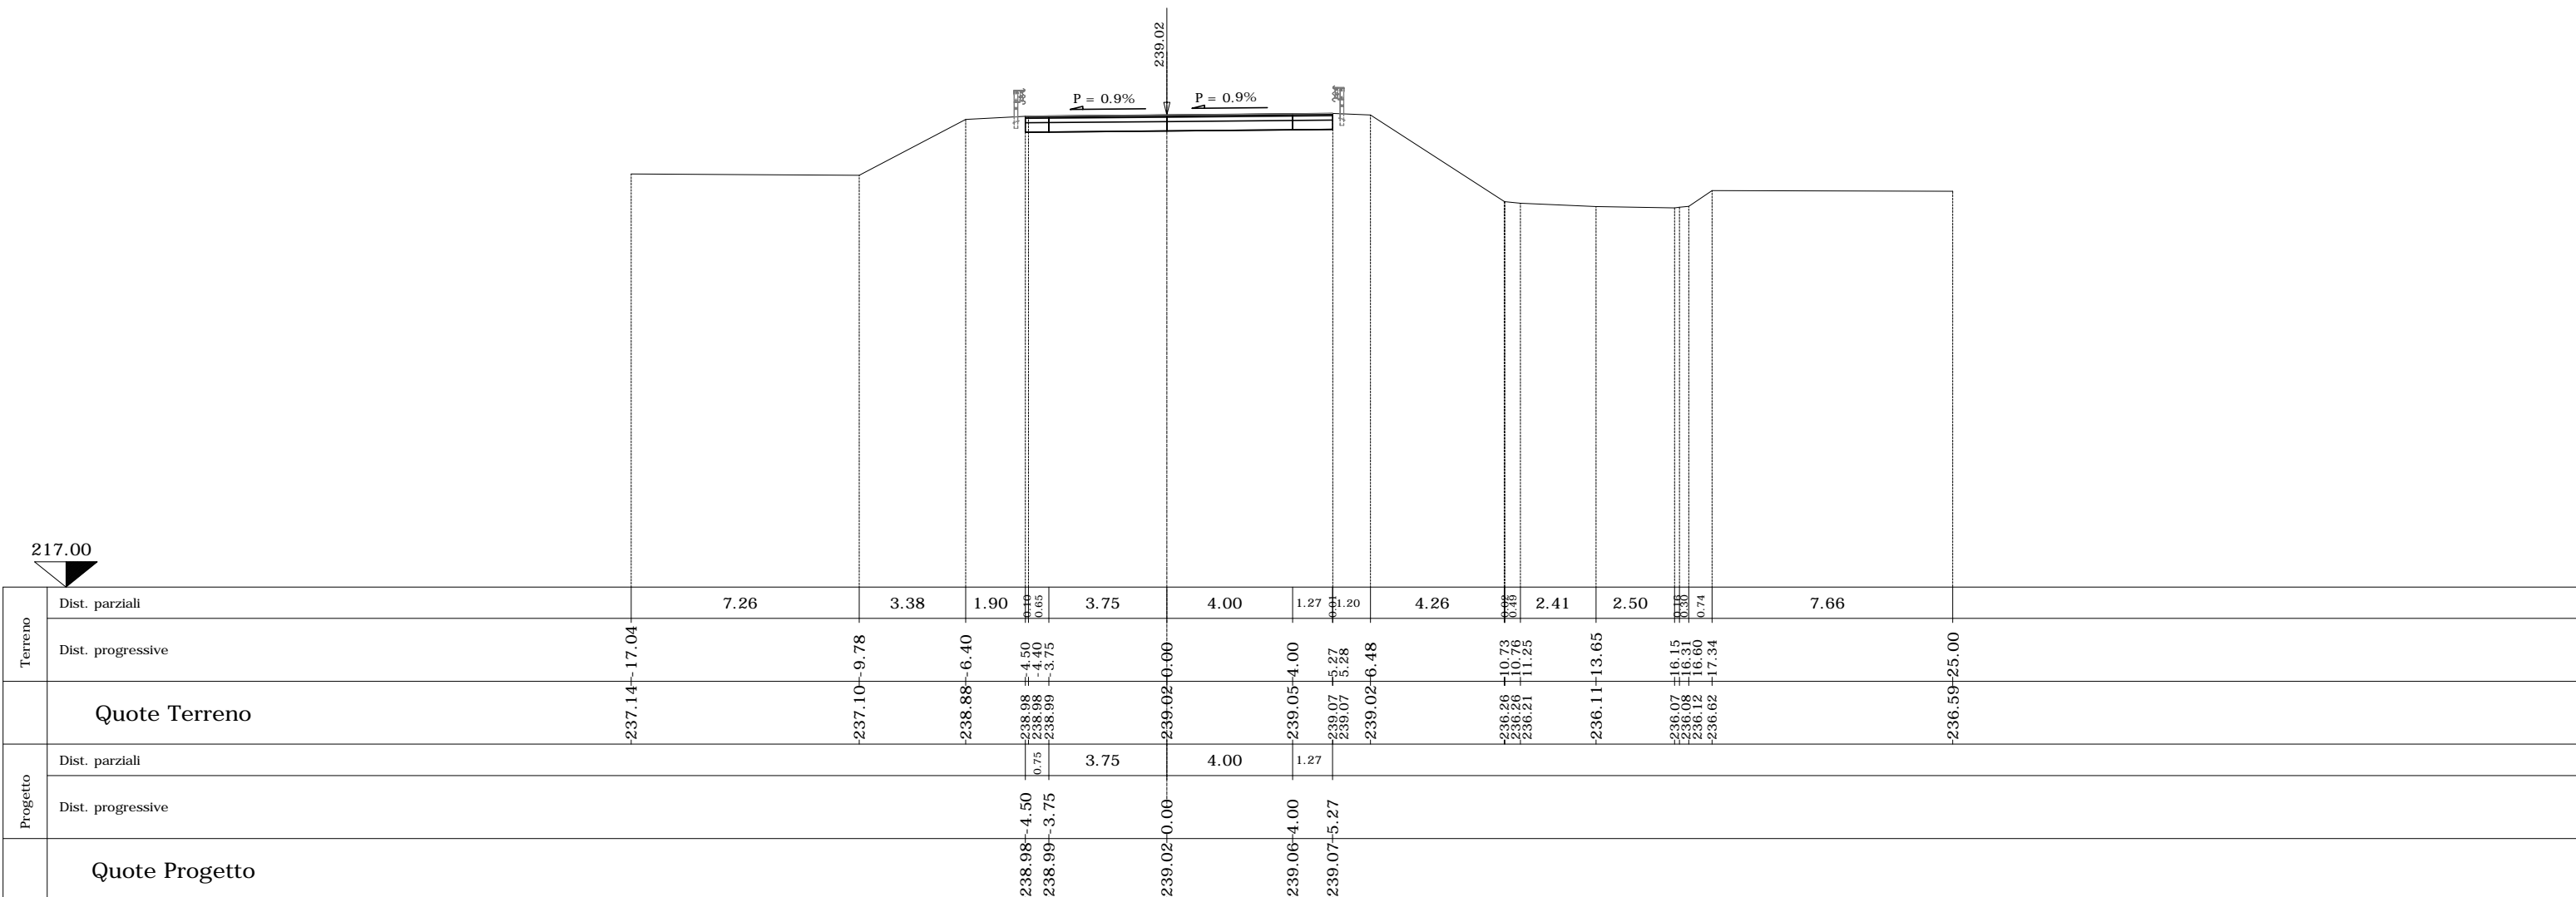 239.02
P = 0.9%
P = 0.9%
217.00
Terreno
Dist. parziali
7.26 3.38 1.90 0.10 0.65 3.75 4.00 1.27 0.01 1.20 4.26 0.02 0.49 2.41 2.50 0.16 0.30 0.74 7.66
Dist. progressive
-17.04 -9.78 -6.40 -4.50 -4.40 -3.75 0.00 4.00 5.27 5.28 6.48 10.73 10.76 11.25 13.65 16.15 16.31 16.60 17.34 25.00
Quote Terreno
237.14 237.10 238.88 238.98 238.98 238.99 239.02 239.05 239.07 239.07 239.02 236.26 236.26 236.21 236.11 236.07 236.08 236.12 236.62 236.59
Progetto
Dist. parziali
0.75 3.75 4.00 1.27
Dist. progressive
-4.50 -3.75 0.00 4.00 5.27
Quote Progetto
238.98 238.99 239.02 239.06 239.07